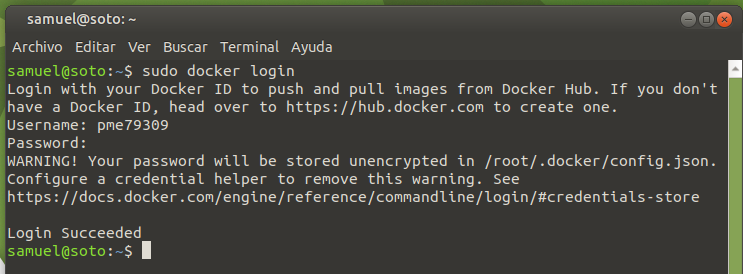 samuel@soto: ~
Archivo Editar Ver Buscar Terminal Ayuda
samuel@soto:~$ sudo docker login
Login with your Docker ID to push and pull images from Docker Hub. If you don't
have a Docker ID, head over to https://hub.docker.com to create one.
Username: pme79309
Password:
WARNING! Your password will be stored unencrypted in /root/.docker/config.json.
Configure a credential helper to remove this warning. See
https://docs.docker.com/engine/reference/commandline/login/#credentials-store
Login Succeeded
samuel@soto:~$